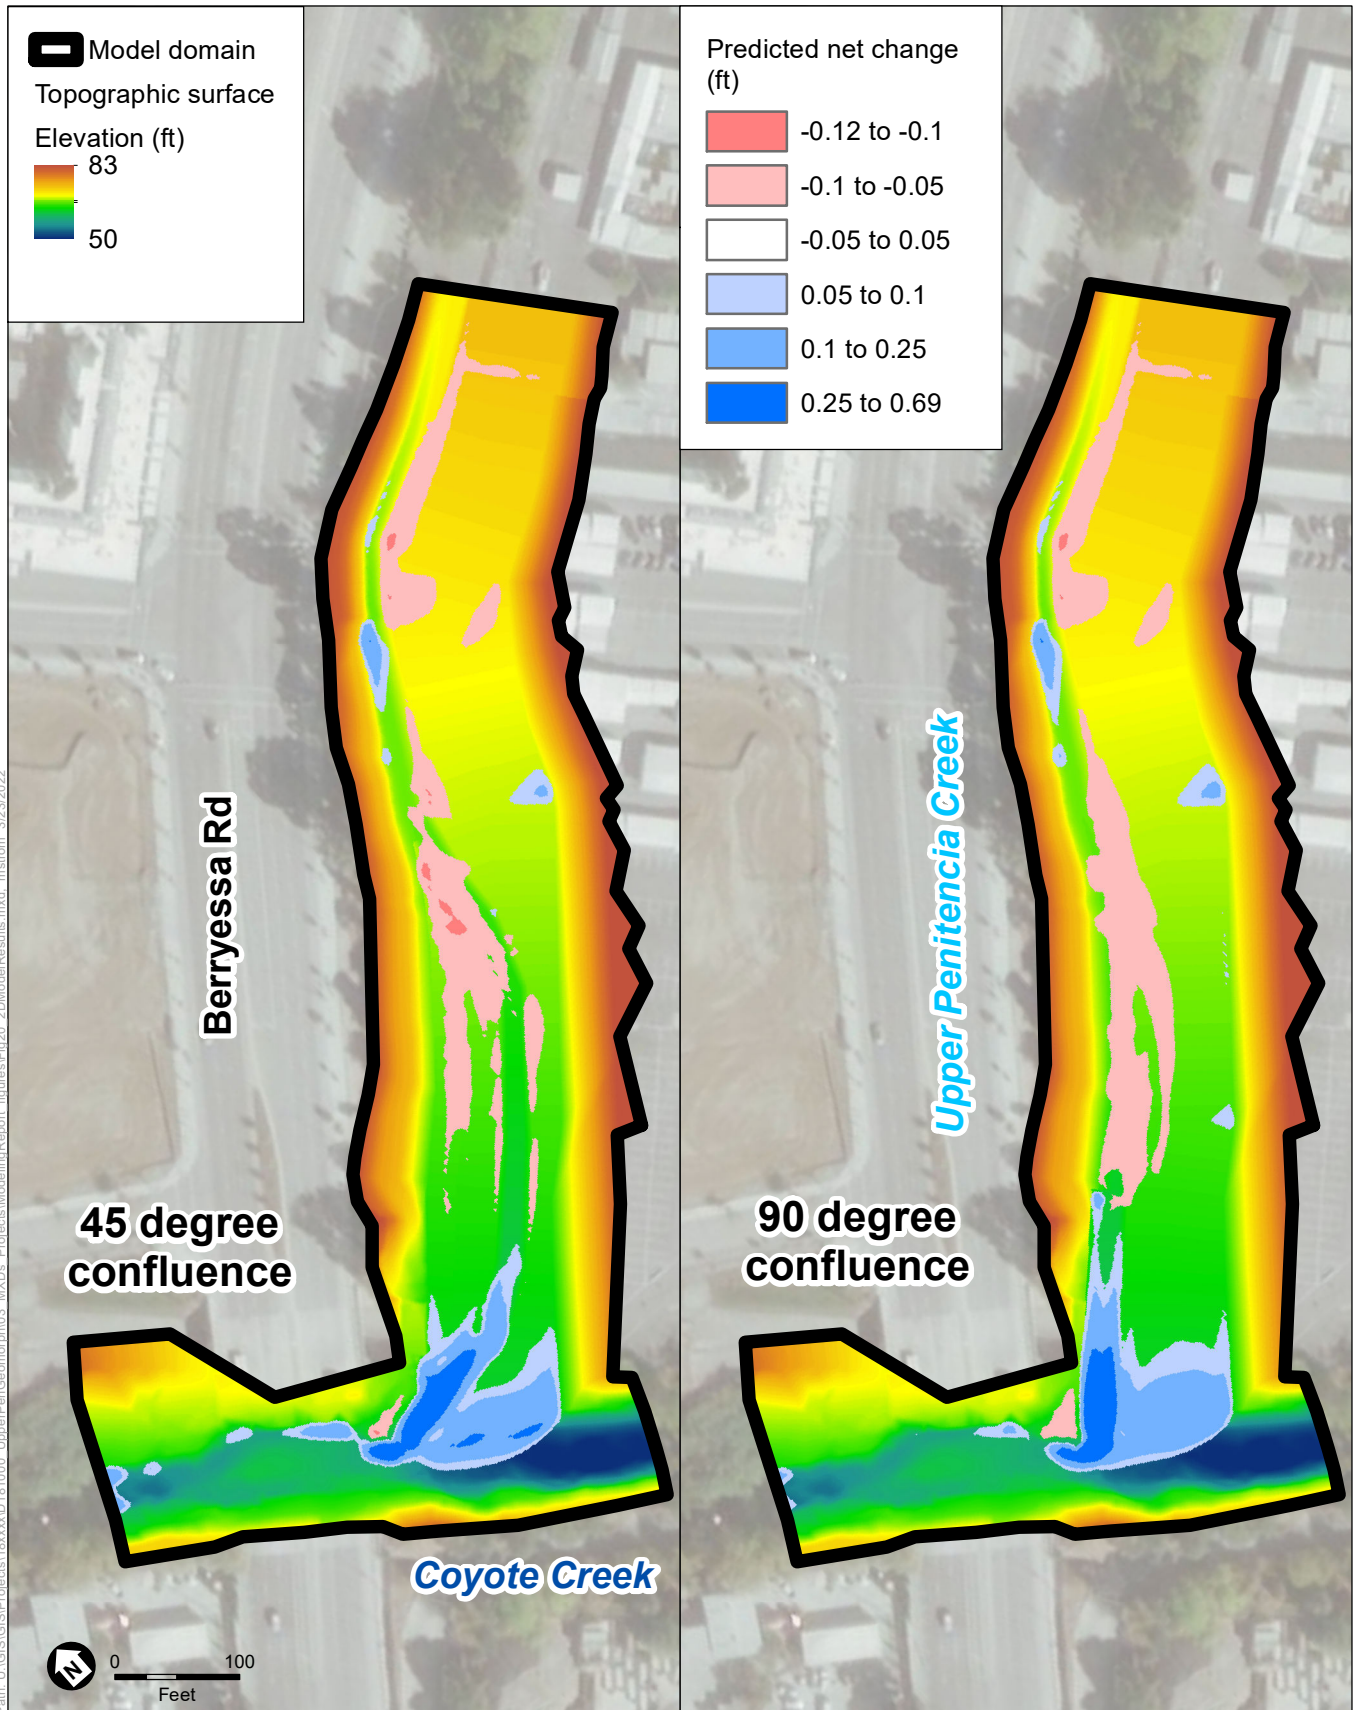 Model domain
Topographic surface
Elevation (ft)
83
50
Predicted net change
(ft)
-0.12 to -0.1
-0.1 to -0.05
-0.05 to 0.05
0.05 to 0.1
0.1 to 0.25
0.25 to 0.69
Berryessa Rd
Upper Penitencia Creek
45 degree
confluence
90 degree
confluence
Coyote Creek
N
0 100
Feet